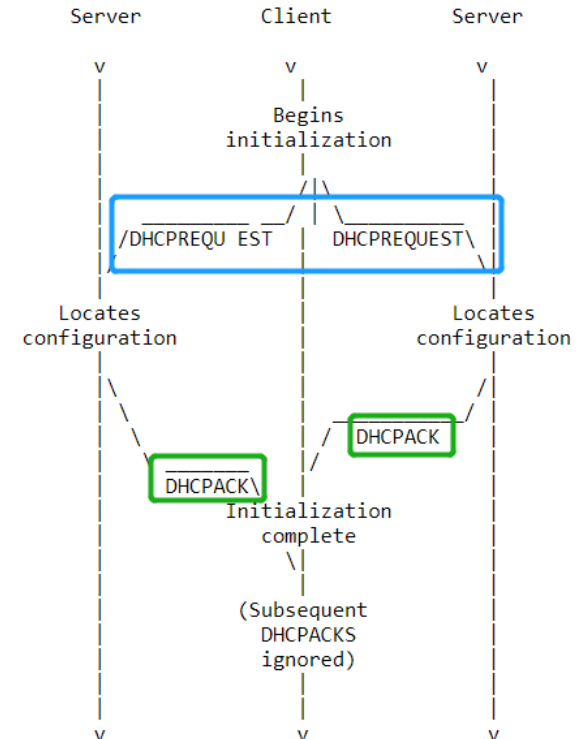 Server Client Server
v v v
Begins
initialization
/DHCPREQU EST DHCPREQUEST\
Locates Locates
configuration configuration
DHCPACK
DHCPACK\
Initialization
complete
(Subsequent
DHCPACKS
ignored)
v v v